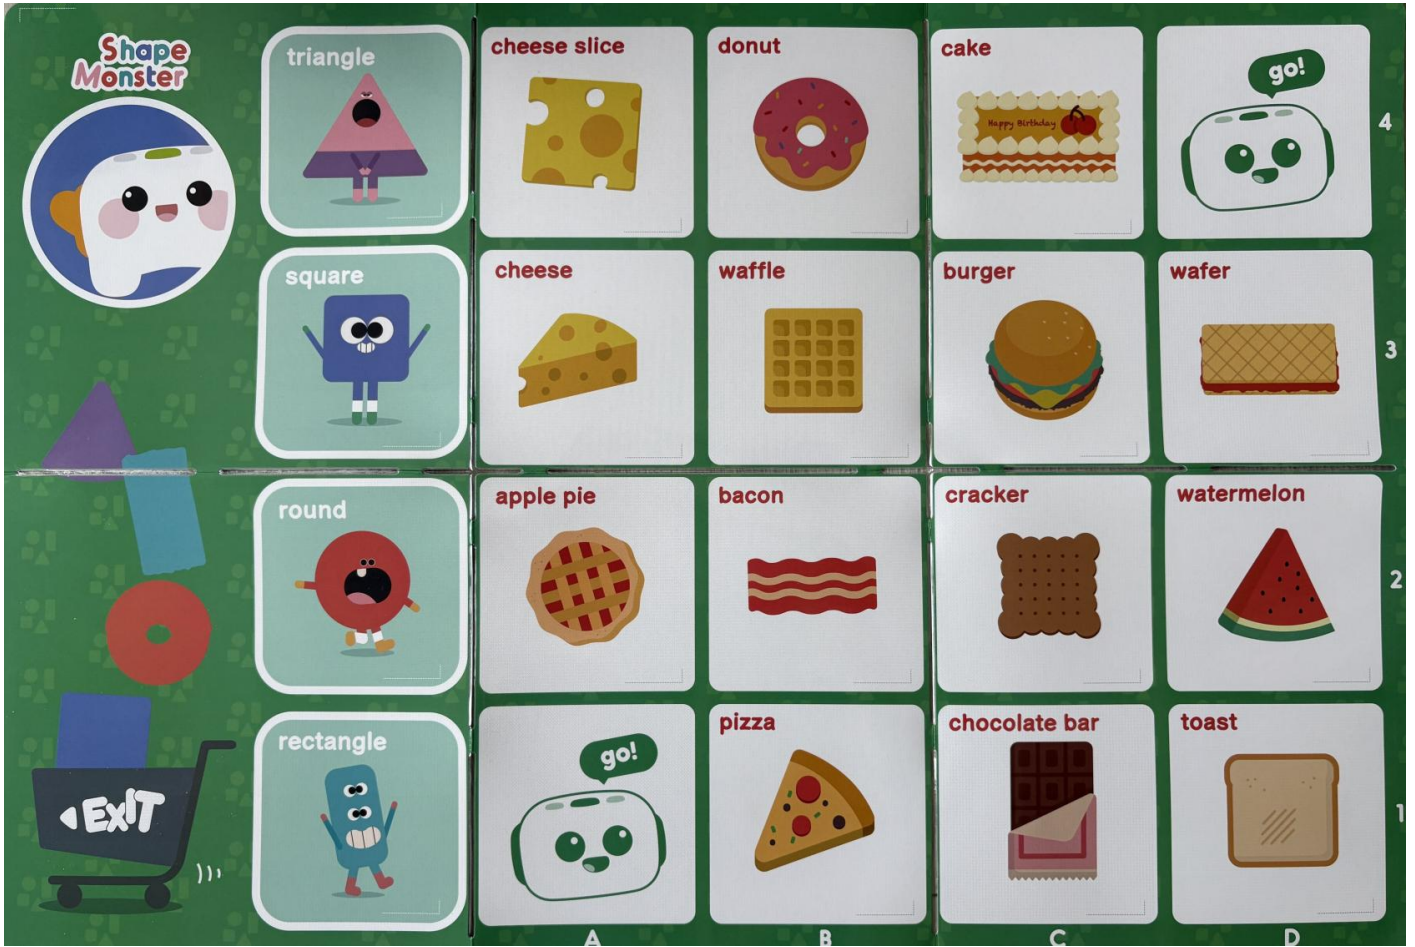 Shape
Monster
triangle
cheese slice
donut
cake
Happy Birthday
go!
4
square
cheese
waffle
burger
wafer
3
round
apple pie
bacon
cracker
watermelon
2
rectangle
go!
pizza
chocolate bar
toast
EXIT
1
A
B
C
D